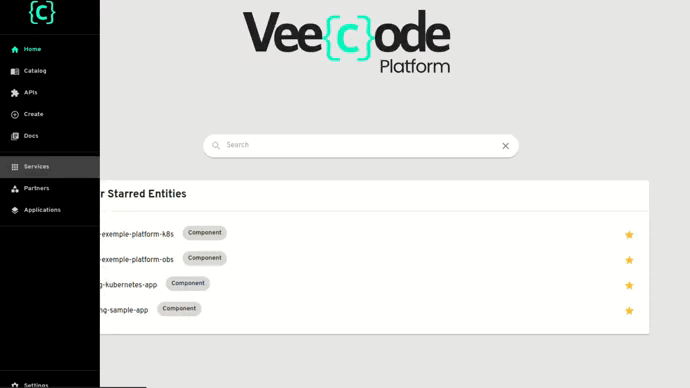 {C}
Vee{C}ode
Platform
Home
Catalog
APIs
Create
Docs
Services
Partners
Applications
Settings
Search
r Starred Entities
-exemple-platform-k8s Component
-exemple-platform-obs Component
g-kubernetes-app Component
ng-sample-app Component